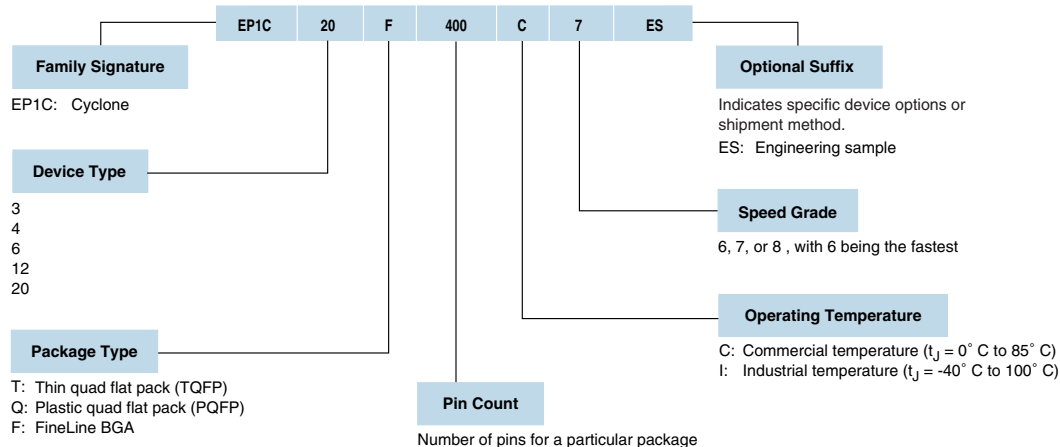 EP1C 20 F 400 C 7 ES
Family Signature
EP1C: Cyclone
Device Type
3
4
6
12
20
Package Type
T: Thin quad flat pack (TQFP)
Q: Plastic quad flat pack (PQFP)
F: FineLine BGA
Pin Count
Number of pins for a particular package
Optional Suffix
Indicates specific device options or
shipment method.
ES: Engineering sample
Speed Grade
6, 7, or 8 , with 6 being the fastest
Operating Temperature
C: Commercial temperature (tJ = 0° C to 85° C)
I: Industrial temperature (tJ = -40° C to 100° C)